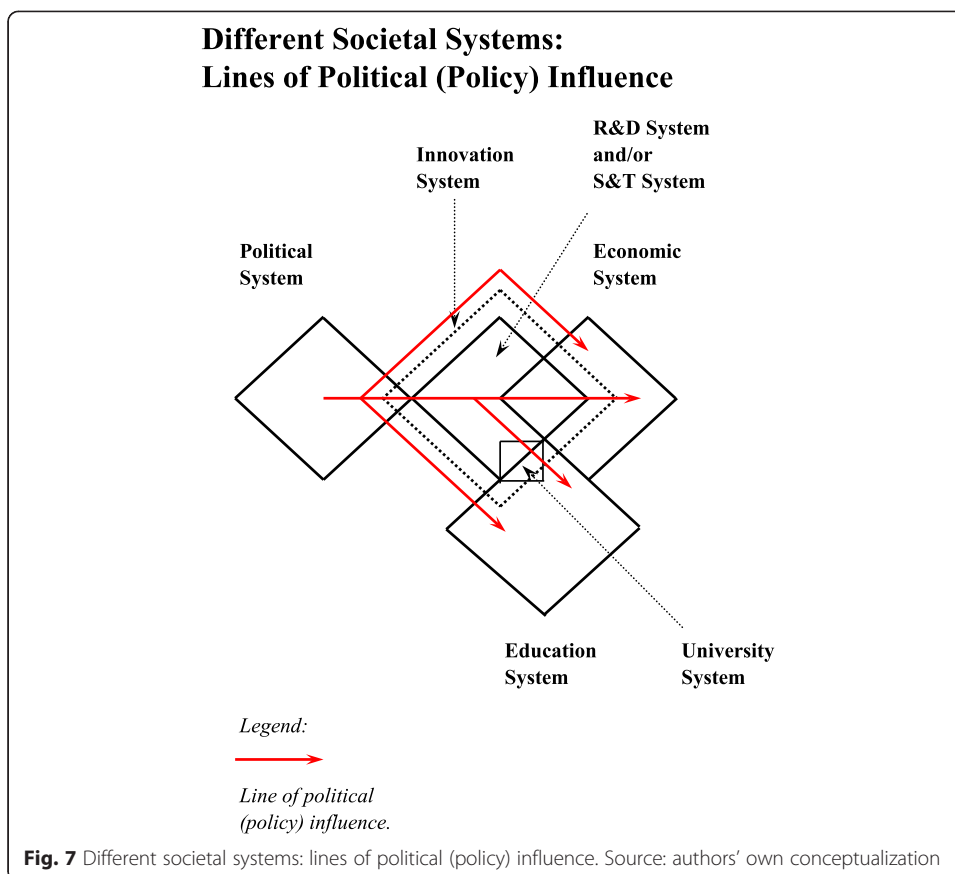 Different Societal Systems:
Lines of Political (Policy) Influence
R&D System
and/or
S&T System
Innovation
System
Political
System
Economic
System
Education
System
University
System
Legend:
Line of political
(policy) influence.
Fig. 7 Different societal systems: lines of political (policy) influence. Source: authors' own conceptualization